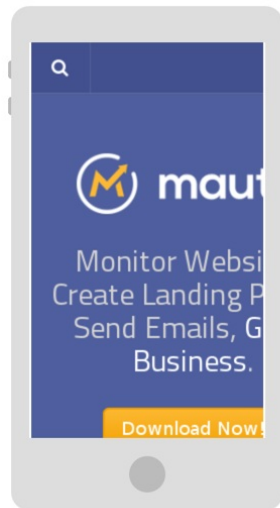 maut
Monitor Websi
Create Landing P
Send Emails, G
Business.
Download Now!